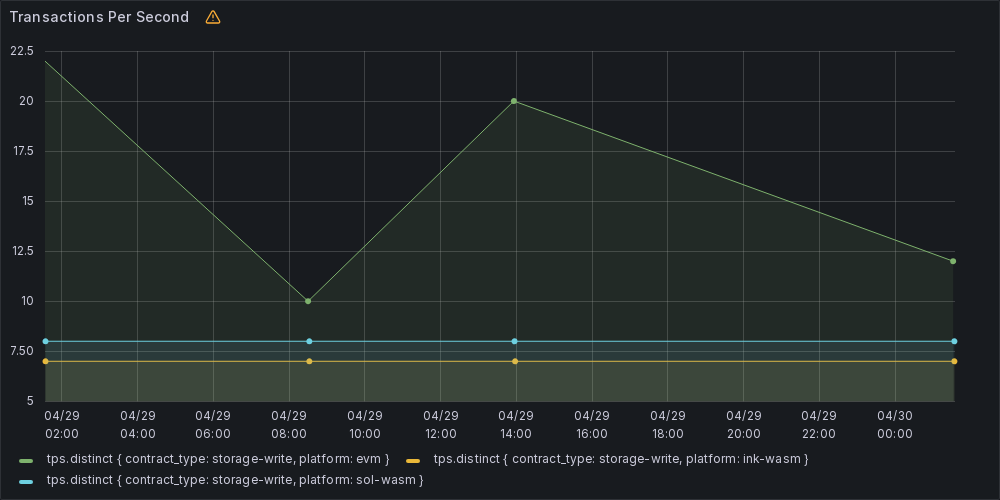 Transactions Per Second
22.5
20
17.5
15
12.5
10
7.50
5
04/29 04/29 04/29 04/29 04/29 04/29 04/29 04/29 04/29 04/29 04/29 04/30
02:00 04:00 06:00 08:00 10:00 12:00 14:00 16:00 18:00 20:00 22:00 00:00
tps.distinct { contract_type: storage-write, platform: evm } tps.distinct { contract_type: storage-write, platform: ink-wasm }
tps.distinct { contract_type: storage-write, platform: sol-wasm }